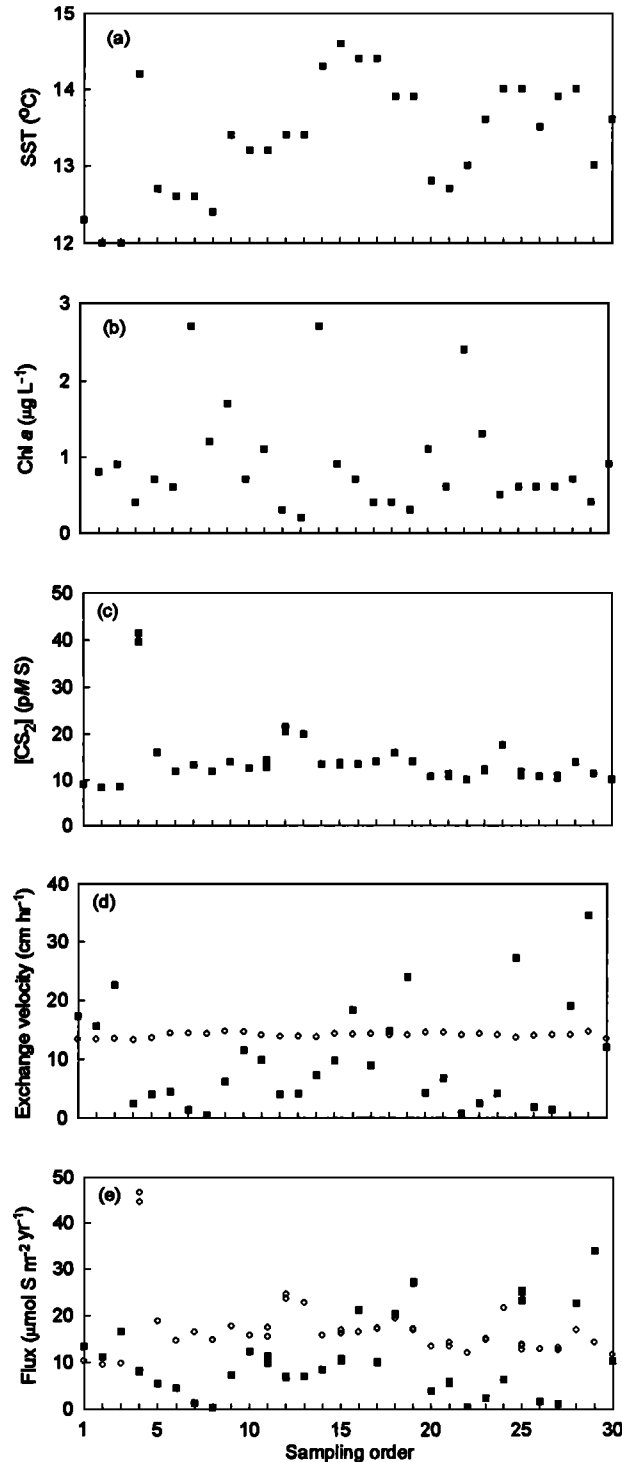 15
(a)
14
SST (⁰C)
13
12
3
(b)
2
Chl a (µg L⁻¹)
1
0
50
(c)
40
30
[CS₂] (pM S)
20
10
0
40
(d)
30
Exchange velocity (cm hr⁻¹)
20
10
0
50
(e)
40
30
Flux (µmol S m⁻² yr⁻¹)
20
10
0
1 5 10 15 20 25 30
Sampling order